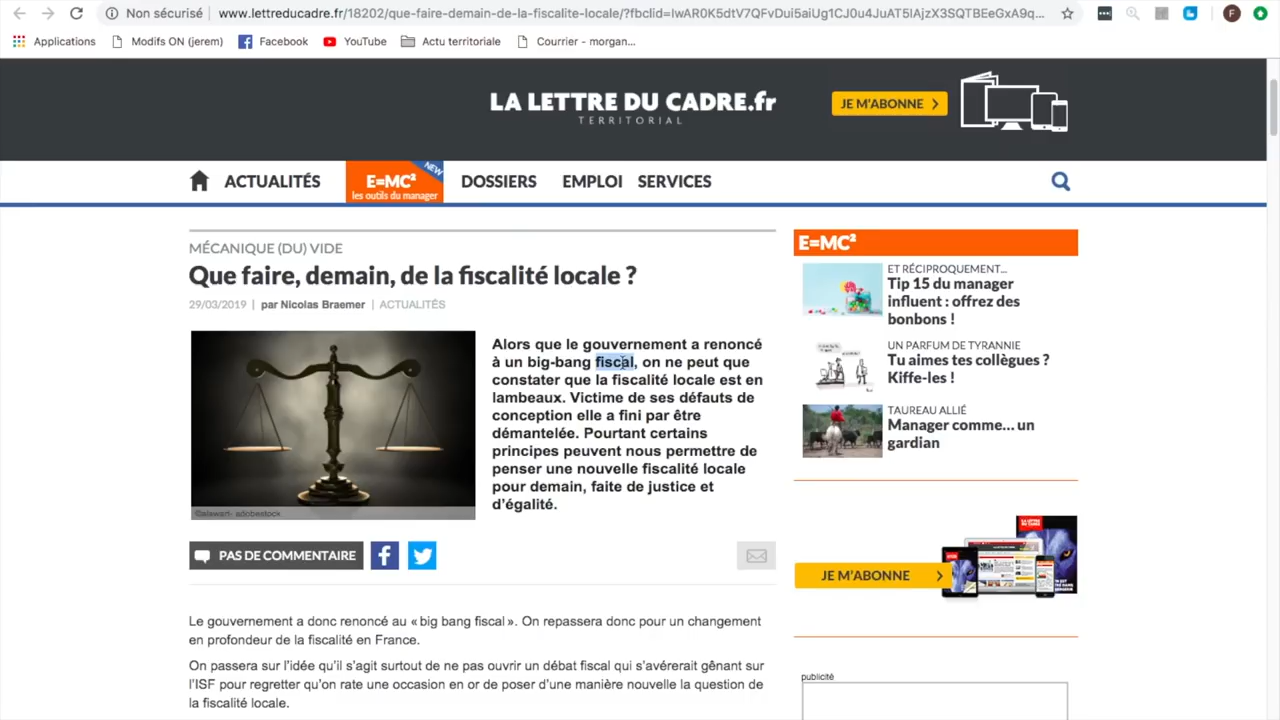 Non sécurisé | www.lettreducadre.fr/18202/que-faire-demain-de-la-fiscalite-locale/?fbclid=IwAR0K5dtV7QFvDui5aiUg1CJ0u4JuAT5IAjzX3SQTBEeGxA9q...
Applications Modifs ON (jerem) Facebook YouTube Actu territoriale Courrier - morgan...
LA LETTRE DU CADRE.fr
TERRITORIAL
JE M'ABONNE
ACTUALITÉS
E=MC²
NEW
les outils du manager
DOSSIERS
EMPLOI
SERVICES
MÉCANIQUE (DU) VIDE
Que faire, demain, de la fiscalité locale ?
29/03/2019 | par Nicolas Braemer | ACTUALITÉS
©alswart- adobestock
Alors que le gouvernement a renoncé
à un big-bang fiscal, on ne peut que
constater que la fiscalité locale est en
lambeaux. Victime de ses défauts de
conception elle a fini par être
démantelée. Pourtant certains
principes peuvent nous permettre de
penser une nouvelle fiscalité locale
pour demain, faite de justice et
d'égalité.
PAS DE COMMENTAIRE
Le gouvernement a donc renoncé au « big bang fiscal ». On repassera donc pour un changement
en profondeur de la fiscalité en France.
On passera sur l'idée qu'il s'agit surtout de ne pas ouvrir un débat fiscal qui s'avérerait gênant sur
l'ISF pour regretter qu'on rate une occasion en or de poser d'une manière nouvelle la question de
la fiscalité locale.
E=MC²
ET RÉCIPROQUEMENT...
Tip 15 du manager
influent : offrez des
bonbons !
UN PARFUM DE TYRANNIE
Tu aimes tes collègues ?
Kiffe-les !
TAUREAU ALLIÉ
Manager comme... un
gardian
JE M'ABONNE
publicité